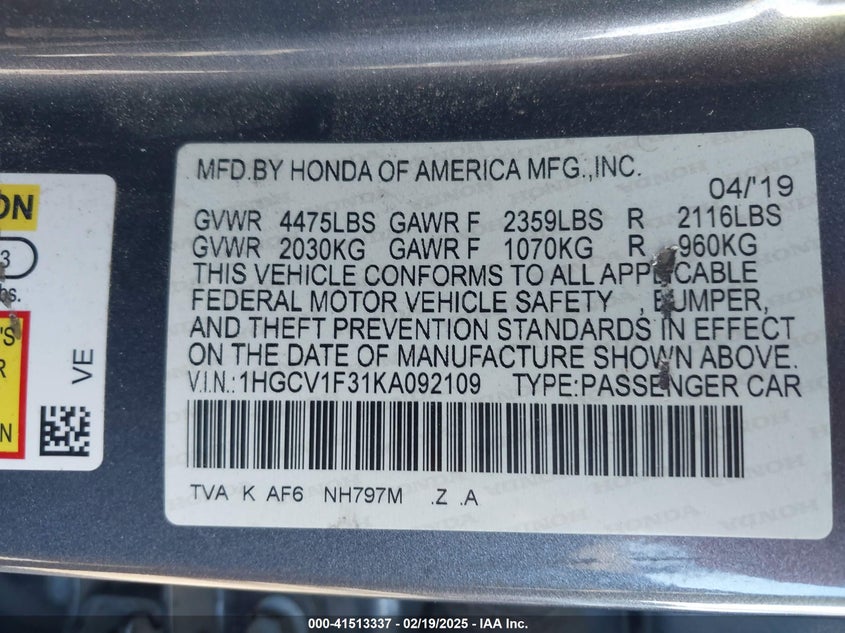 ON
3
bs.
'S
R
N
VE
MFD.BY HONDA OF AMERICA MFG.,INC.
04/'19
GVWR 4475LBS GAWR F 2359LBS R 2116LBS
GVWR 2030KG GAWR F 1070KG R 960KG
THIS VEHICLE CONFORMS TO ALL APPLICABLE
FEDERAL MOTOR VEHICLE SAFETY , BUMPER,
AND THEFT PREVENTION STANDARDS IN EFFECT
ON THE DATE OF MANUFACTURE SHOWN ABOVE.
V.I.N.:1HGCV1F31KA092109 TYPE:PASSENGER CAR
TVA K AF6 NH797M .Z .A
000-41513337 - 02/19/2025 - IAA Inc.